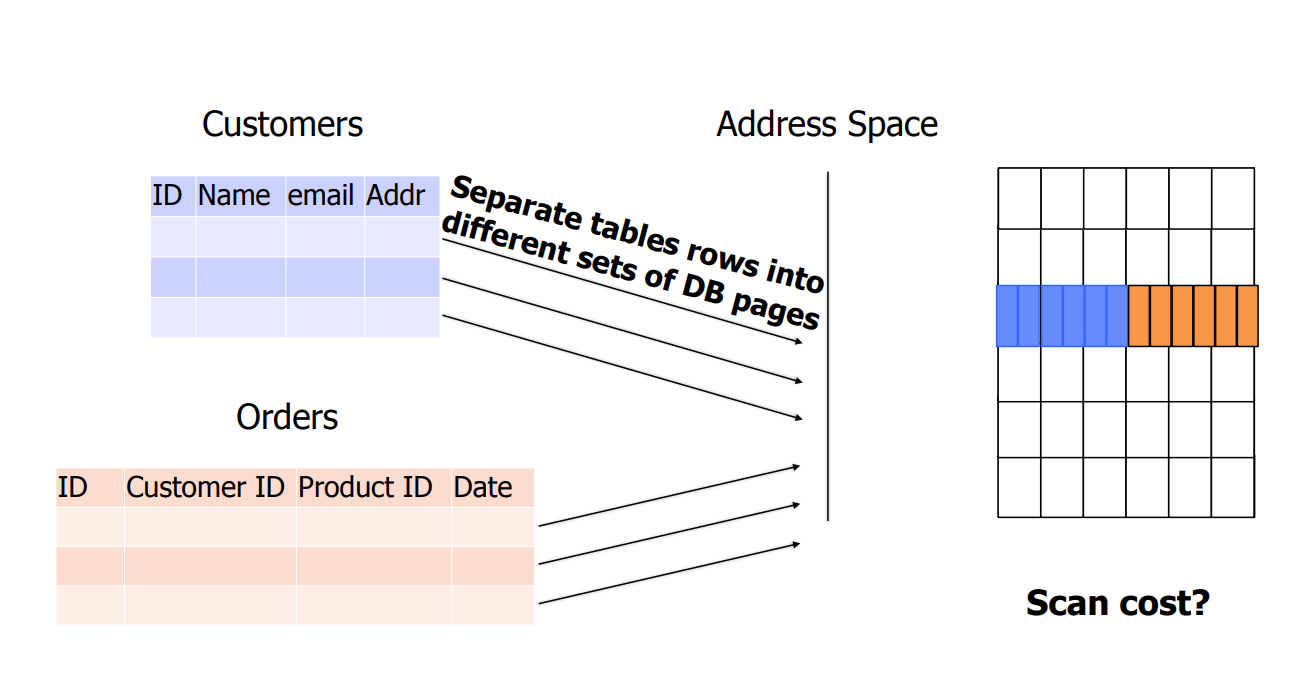 Customers
Address Space
ID Name email Addr
Separate tables rows into
different sets of DB pages
Orders
ID Customer ID Product ID Date
Scan cost?